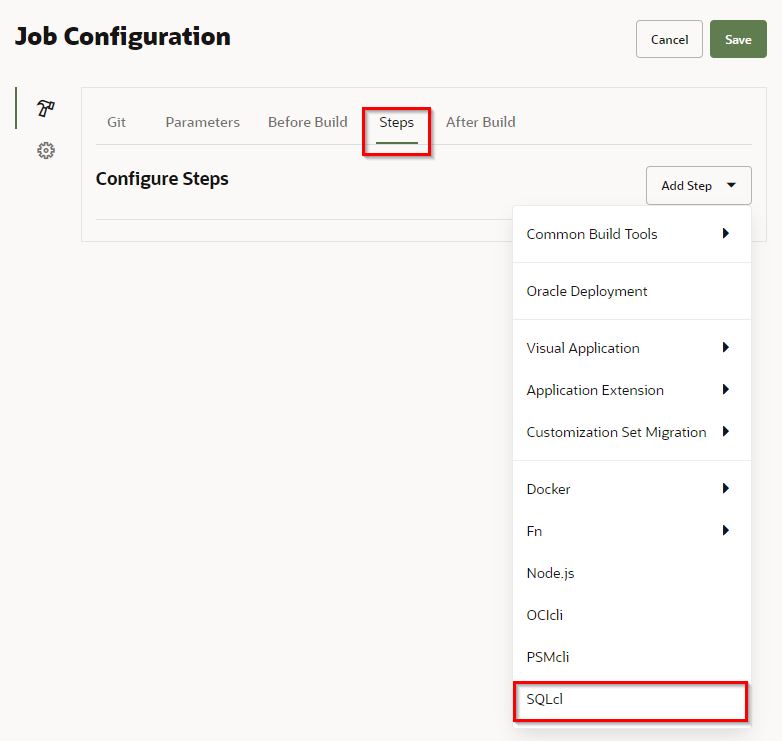 Job Configuration
Cancel
Save
Git
Parameters
Before Build
Steps
After Build
Configure Steps
Add Step
Common Build Tools
Oracle Deployment
Visual Application
Application Extension
Customization Set Migration
Docker
Fn
Node.js
OCIcli
PSMcli
SQLcl